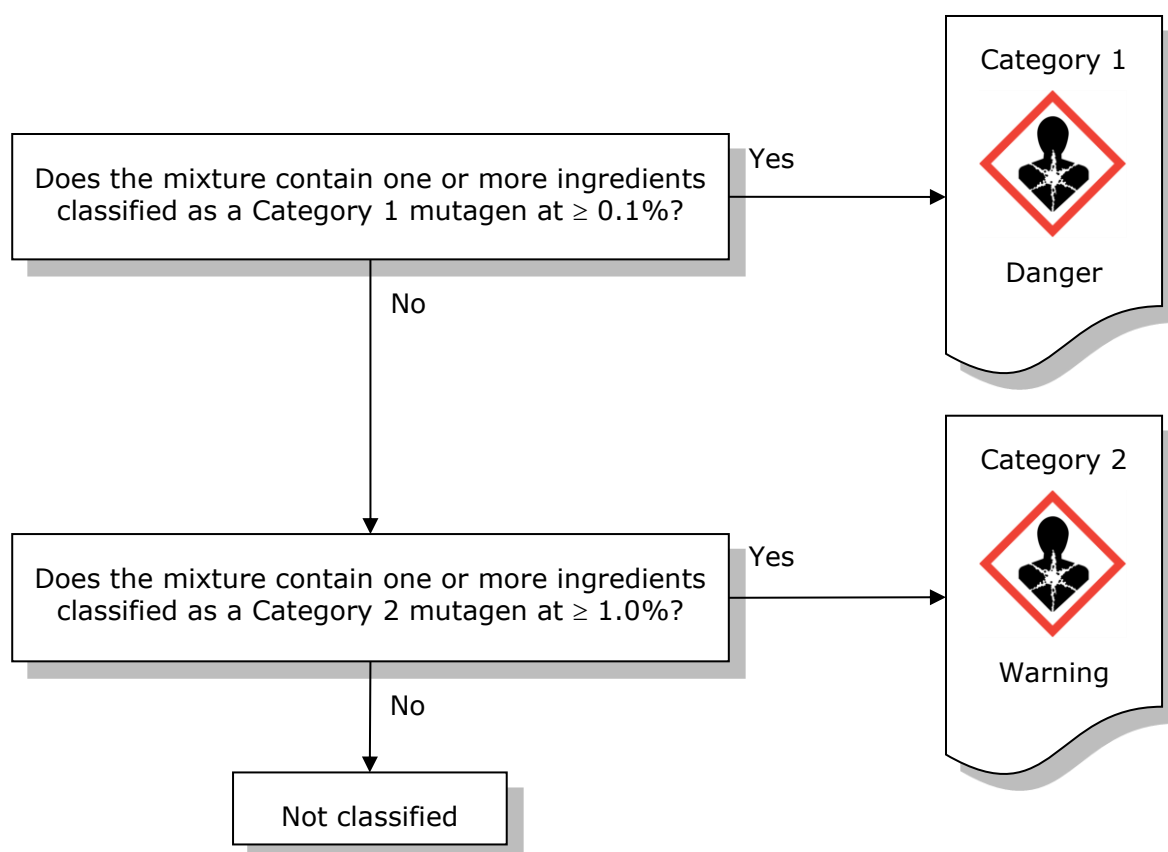 Category 1
Does the mixture contain one or more ingredients
classified as a Category 1 mutagen at ≥ 0.1%?
Yes
Danger
No
Category 2
Does the mixture contain one or more ingredients
classified as a Category 2 mutagen at ≥ 1.0%?
Yes
Warning
No
Not classified